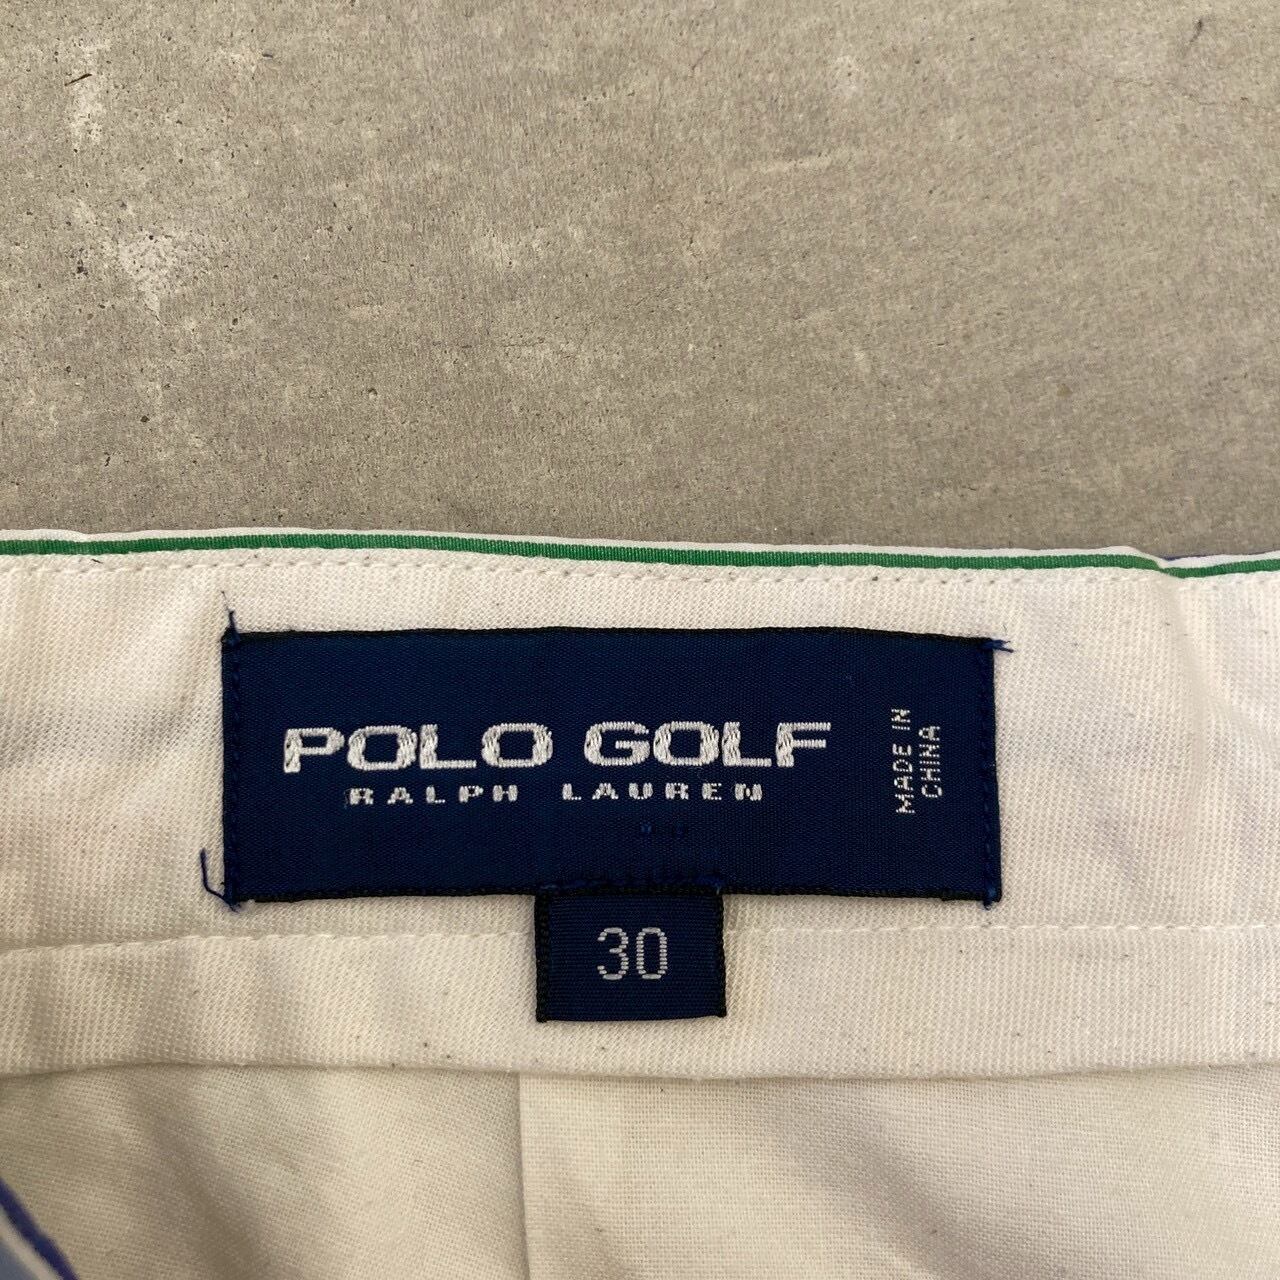 POLO GOLF
RALPH LAUREN
MADE IN
CHINA
30